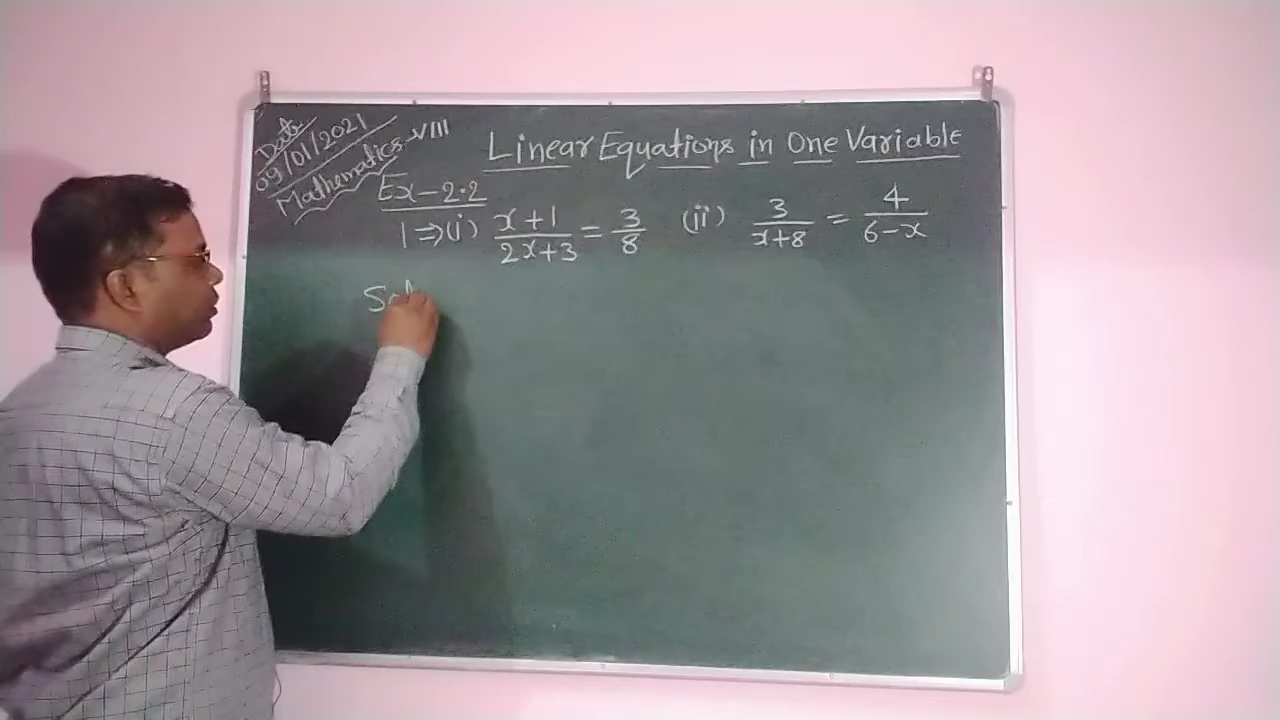 Date
09/01/2021
Mathematics-VIII
Linear Equations in One Variable
Ex-2.2
1⇒(i) x+1/2x+3 = 3/8 (ii) 3/x+8 = 4/6-x